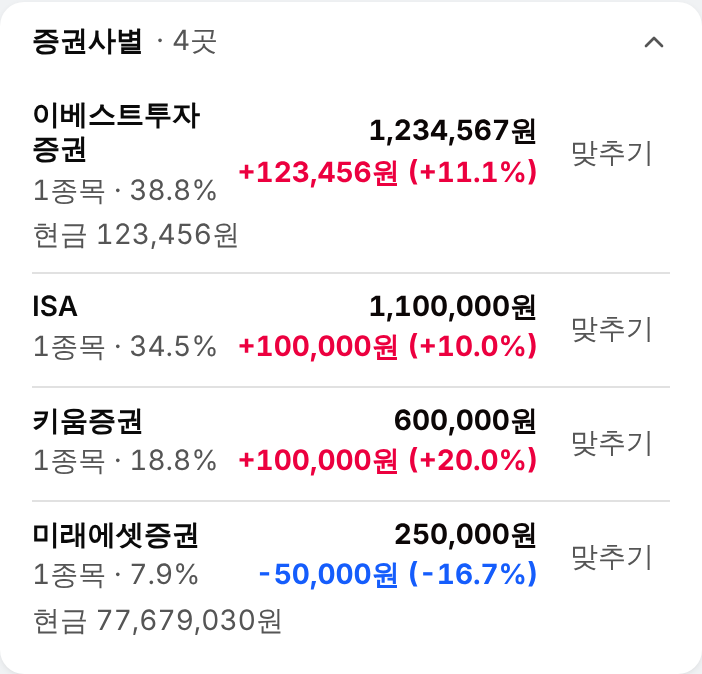 증권사별 · 4곳
이베스트투자
증권
1,234,567원
+123,456원 (+11.1%)
맞추기
1종목 · 38.8%
현금 123,456원
ISA
1,100,000원
맞추기
1종목 · 34.5%
+100,000원 (+10.0%)
키움증권
600,000원
맞추기
1종목 · 18.8%
+100,000원 (+20.0%)
미래에셋증권
250,000원
맞추기
1종목 · 7.9%
-50,000원 (-16.7%)
현금 77,679,030원